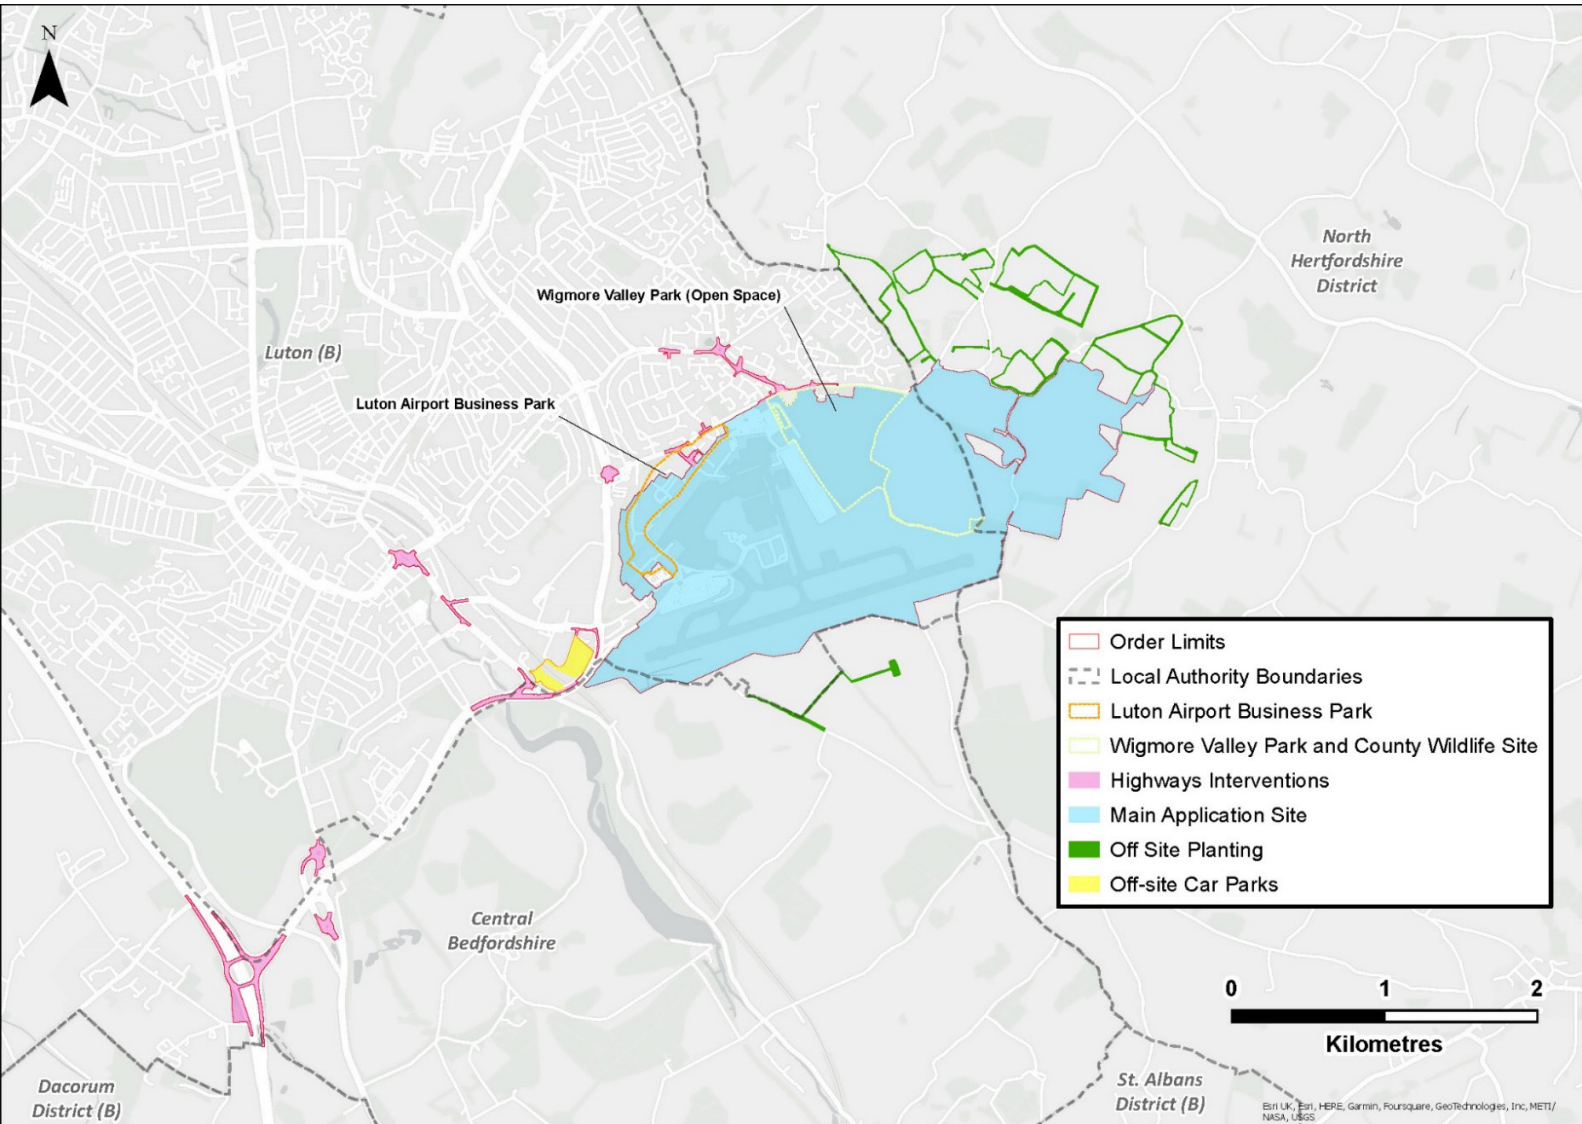 N
North
Hertfordshire
District
Wigmore Valley Park (Open Space)
Luton (B)
Luton Airport Business Park
Order Limits
Local Authority Boundaries
Luton Airport Business Park
Wigmore Valley Park and County Wildlife Site
Highways Interventions
Main Application Site
Off Site Planting
Off-site Car Parks
Central
Bedfordshire
0 1 2
Kilometres
Dacorum
District (B)
St. Albans
District (B)
Esri UK, Esri, HERE, Garmin, Foursquare, GeoTechnologies, Inc, METI/
NASA, USGS